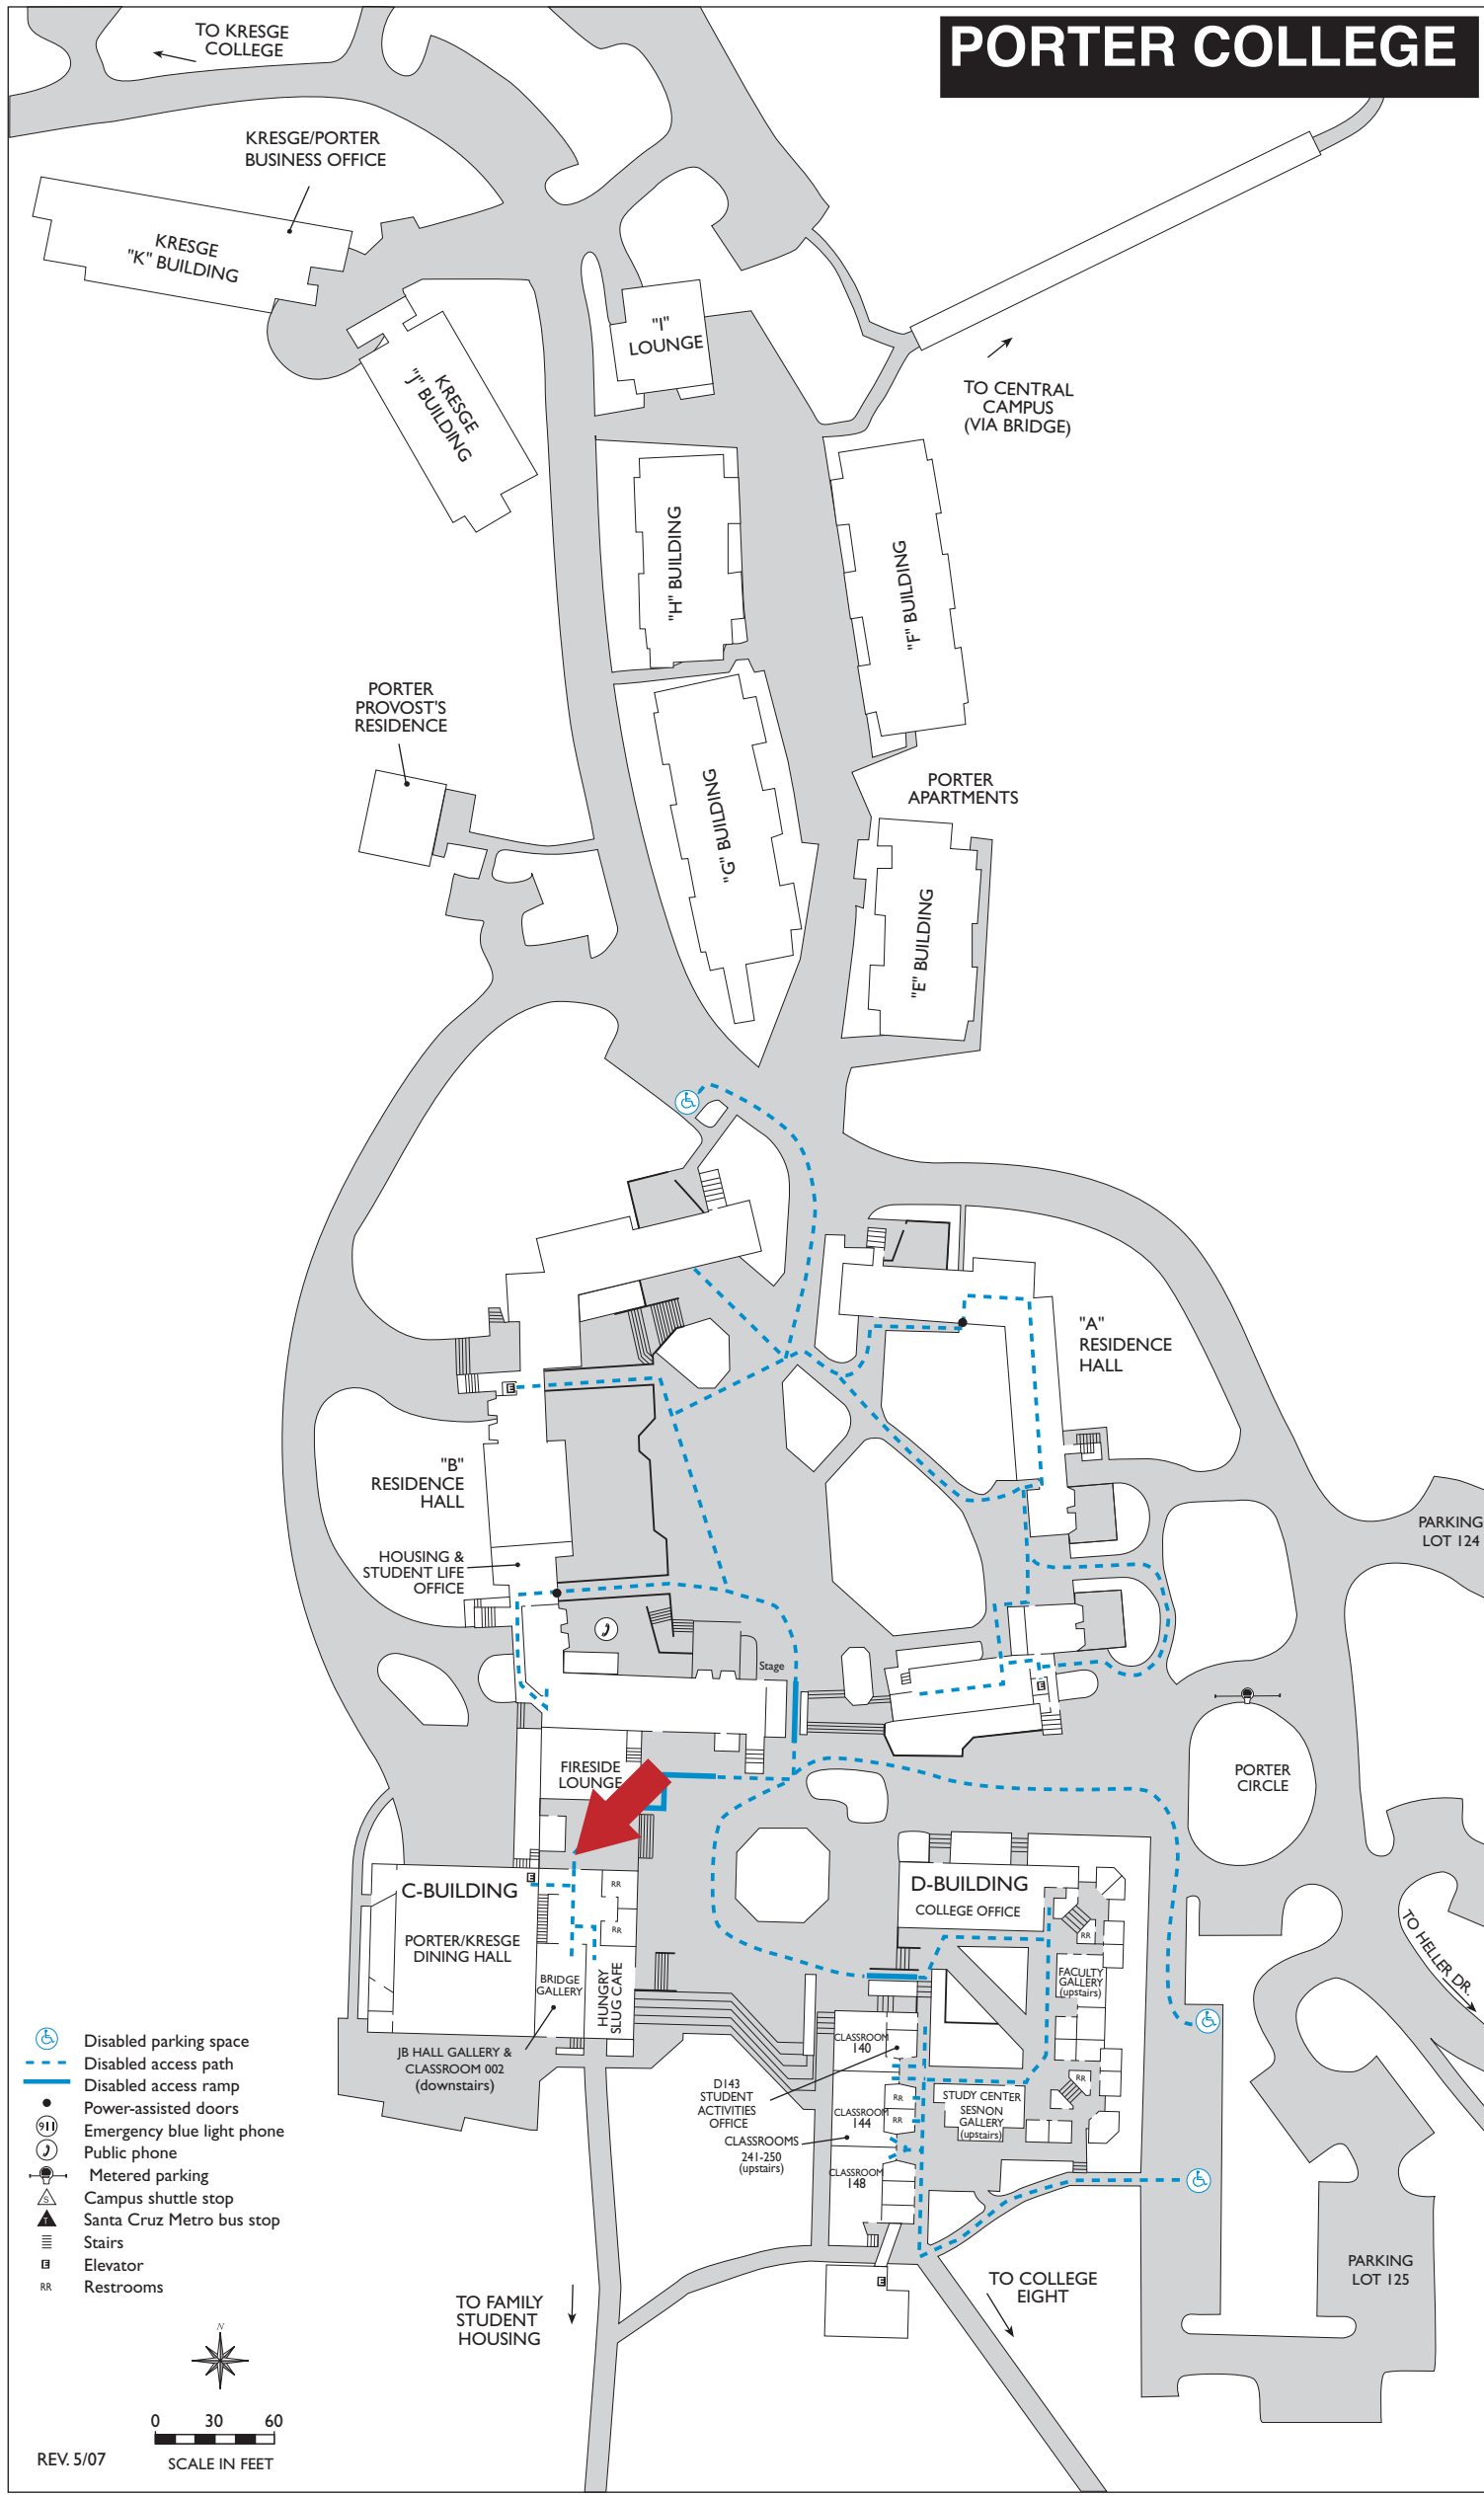 PORTER COLLEGE
TO KRESGE
COLLEGE
KRESGE/PORTER
BUSINESS OFFICE
KRESGE
"K" BUILDING
"I"
LOUNGE
KRESGE
"J" BUILDING
TO CENTRAL
CAMPUS
(VIA BRIDGE)
"H" BUILDING
"F" BUILDING
PORTER
PROVOST'S
RESIDENCE
"G" BUILDING
PORTER
APARTMENTS
"E" BUILDING
"A"
RESIDENCE
HALL
"B"
RESIDENCE
HALL
PARKING
LOT 124
HOUSING &
STUDENT LIFE
OFFICE
E
Stage
E
FIRESIDE
LOUNGE
PORTER
CIRCLE
E
C-BUILDING
RR
RR
PORTER/KRESGE
DINING HALL
BRIDGE
GALLERY
HUNGRY
SLUG CAFE
D-BUILDING
COLLEGE OFFICE
RR
FACULTY
GALLERY
(upstairs)
TO HELLER DR.
JB HALL GALLERY &
CLASSROOM 002
(downstairs)
CLASSROOM
140
D143
STUDENT
ACTIVITIES
OFFICE
RR
CLASSROOM
144
RR
CLASSROOMS
241-250
(upstairs)
CLASSROOM
148
STUDY CENTER
SESNON
GALLERY
(upstairs)
RR
E
TO COLLEGE
EIGHT
PARKING
LOT 125
TO FAMILY
STUDENT
HOUSING
Disabled parking space
Disabled access path
Disabled access ramp
Power-assisted doors
911 Emergency blue light phone
Public phone
Metered parking
S Campus shuttle stop
T Santa Cruz Metro bus stop
Stairs
E Elevator
RR Restrooms
N
0 30 60
SCALE IN FEET
REV. 5/07